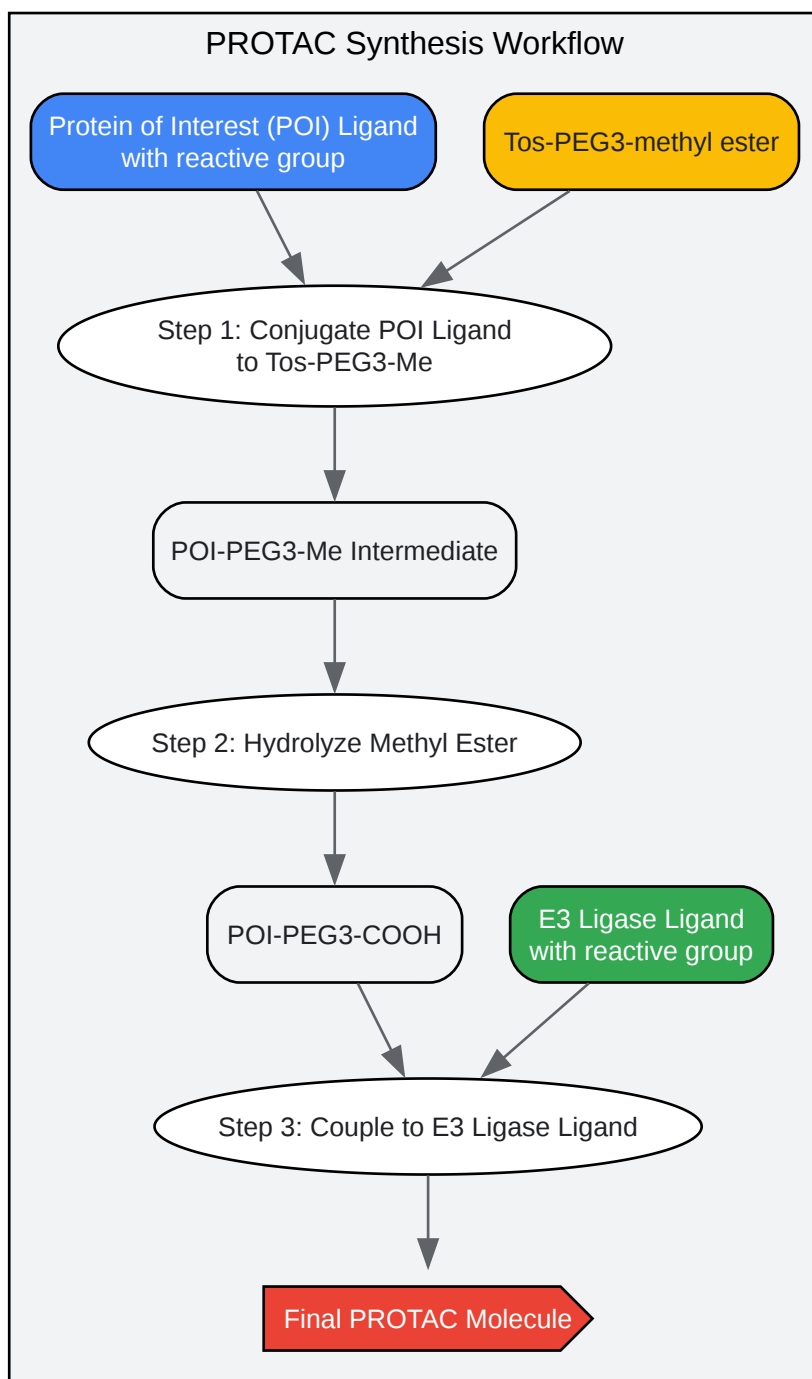 PROTAC Synthesis Workflow
Protein of Interest (POI) Ligand
with reactive group
Tos-PEG3-methyl ester
Step 1: Conjugate POI Ligand
to Tos-PEG3-Me
POI-PEG3-Me Intermediate
Step 2: Hydrolyze Methyl Ester
POI-PEG3-COOH
E3 Ligase Ligand
with reactive group
Step 3: Couple to E3 Ligase Ligand
Final PROTAC Molecule